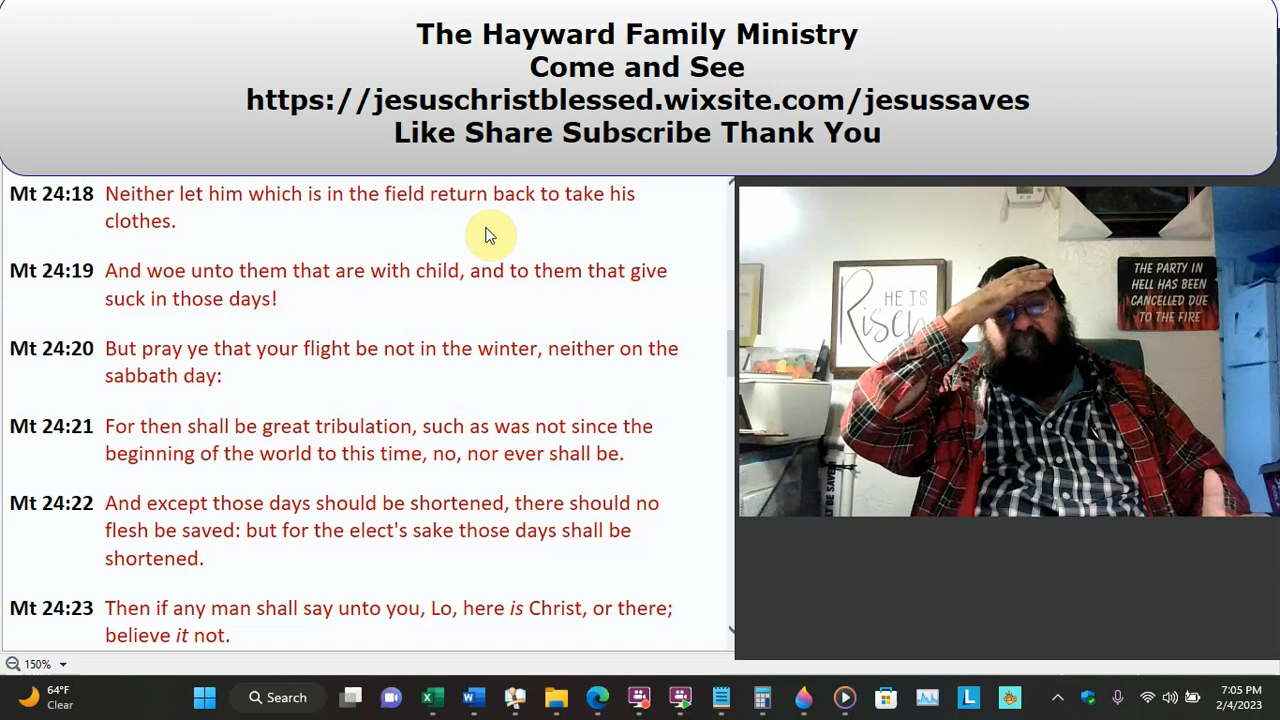 The Hayward Family Ministry
Come and See
https://jesuschristblessed.wixsite.com/jesussaves
Like Share Subscribe Thank You
Mt 24:18 Neither let him which is in the field return back to take his
clothes.
Mt 24:19 And woe unto them that are with child, and to them that give
suck in those days!
Mt 24:20 But pray ye that your flight be not in the winter, neither on the
sabbath day:
Mt 24:21 For then shall be great tribulation, such as was not since the
beginning of the world to this time, no, nor ever shall be.
Mt 24:22 And except those days should be shortened, there should no
flesh be saved: but for the elect's sake those days shall be
shortened.
Mt 24:23 Then if any man shall say unto you, Lo, here is Christ, or there;
believe it not.
HE IS
Risen
THE PARTY IN
HELL HAS BEEN
CANCELLED DUE
TO THE FIRE
150%
64°F
Clear
Search
7:05 PM
2/4/2023